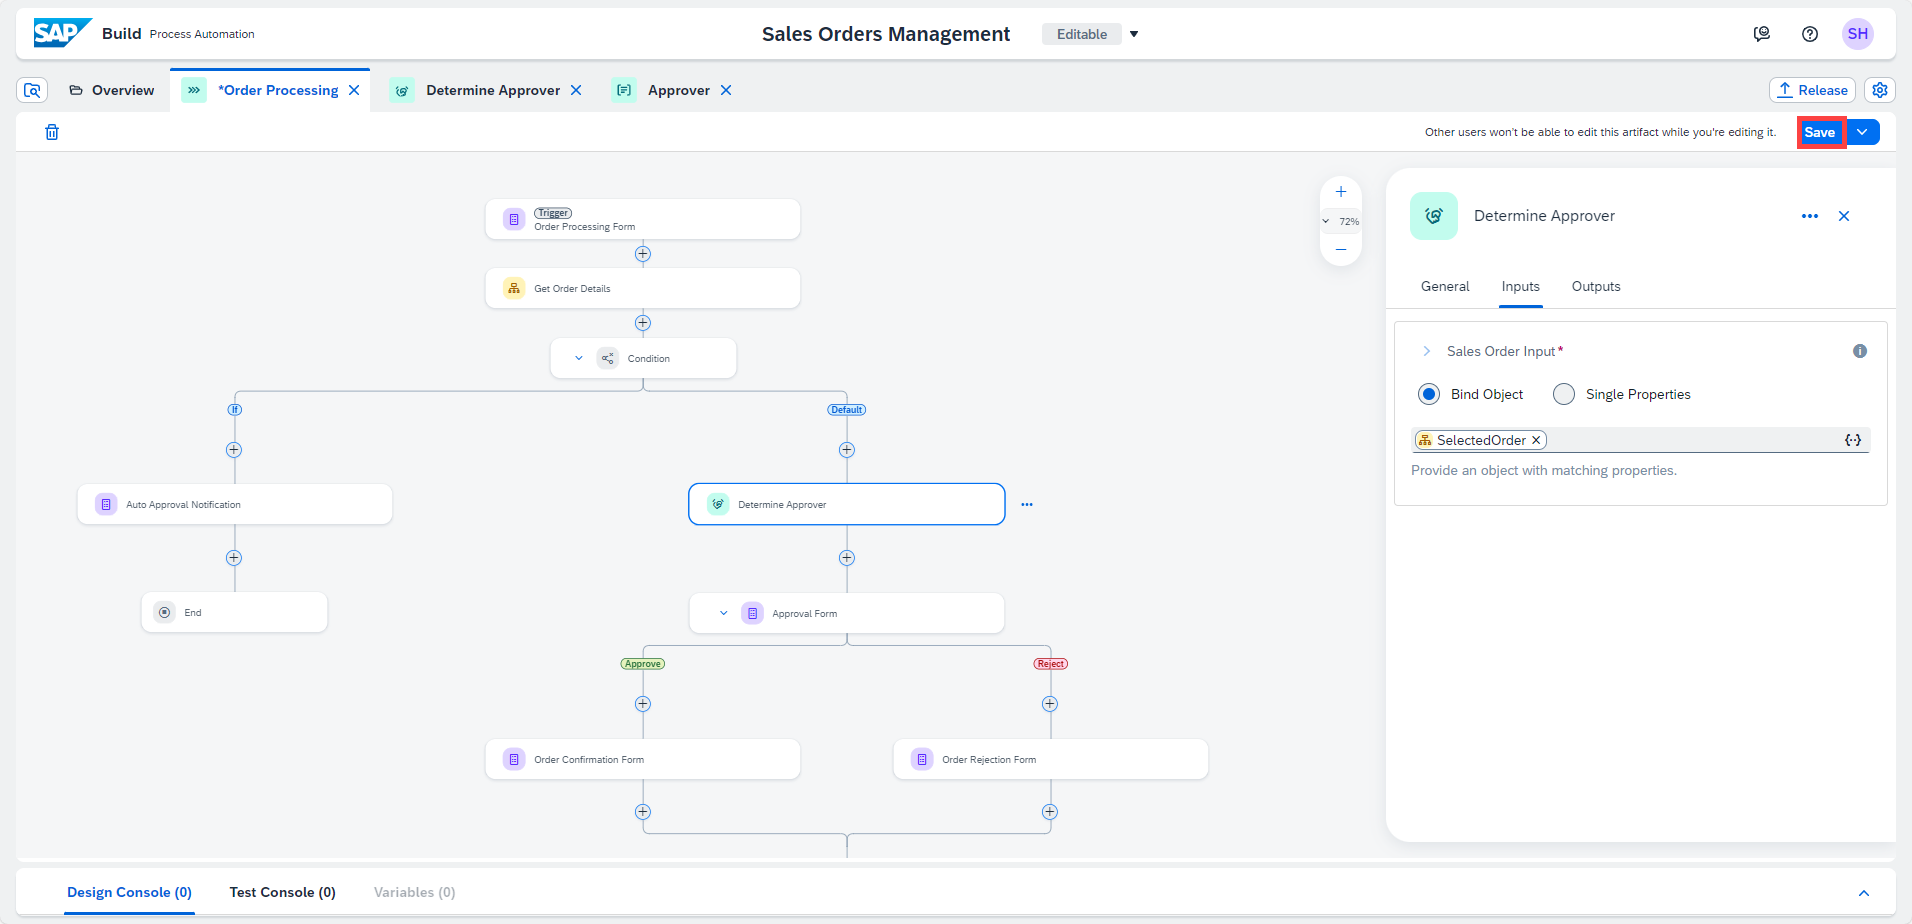 SAP Build Process Automation
Sales Orders Management
Editable
SH
Overview
*Order Processing
Determine Approver
Approver
Release
Other users won't be able to edit this artifact while you're editing it.
Save
Trigger
Order Processing Form
Get Order Details
Condition
If
Default
Auto Approval Notification
Determine Approver
End
Approval Form
Approve
Reject
Order Confirmation Form
Order Rejection Form
72%
Determine Approver
General
Inputs
Outputs
Sales Order Input*
Bind Object
Single Properties
SelectedOrder
Provide an object with matching properties.
Design Console (0)
Test Console (0)
Variables (0)